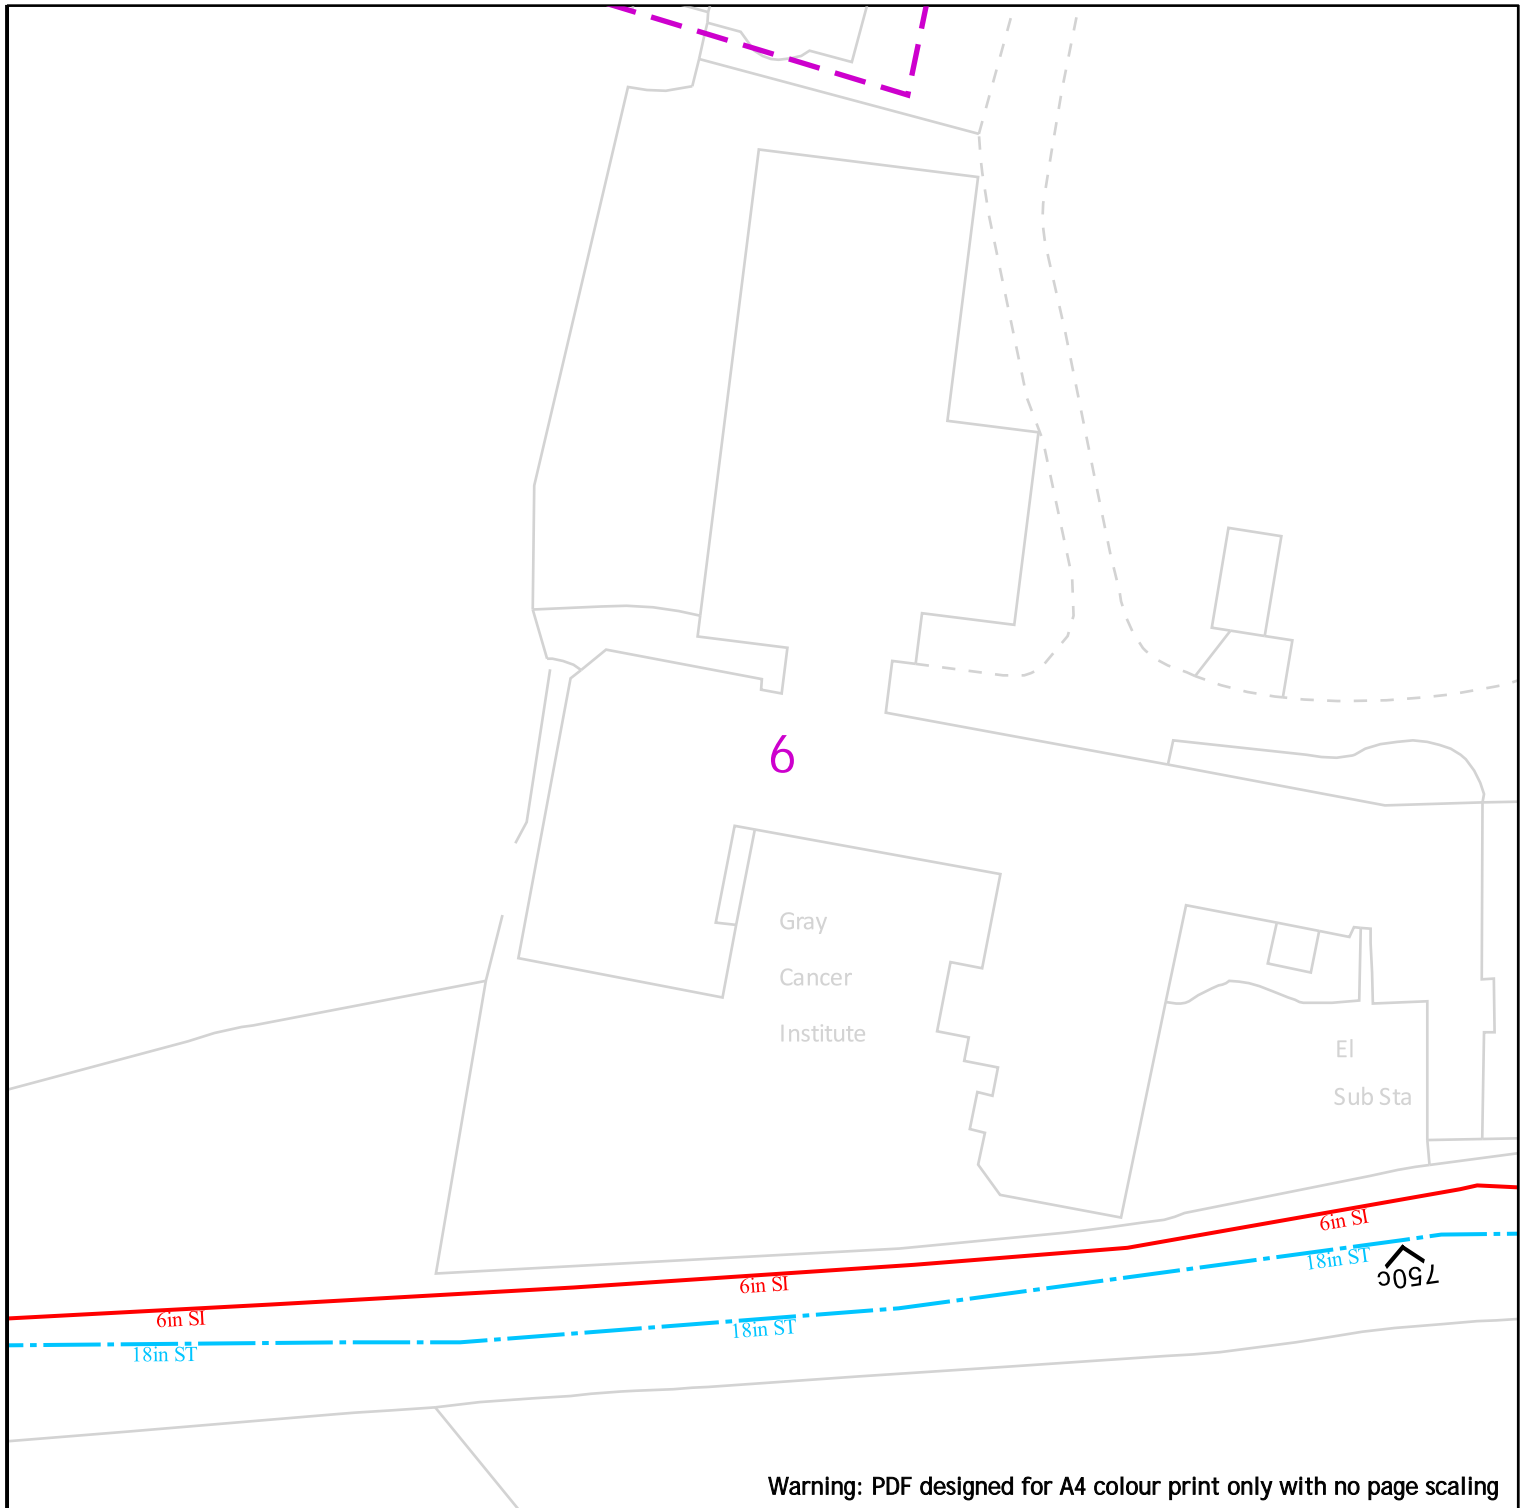 6
Gray
Cancer
Institute
El
Sub Sta
6in SI
18in ST
750c
6in SI
18in ST
6in SI
18in ST
Warning: PDF designed for A4 colour print only with no page scaling